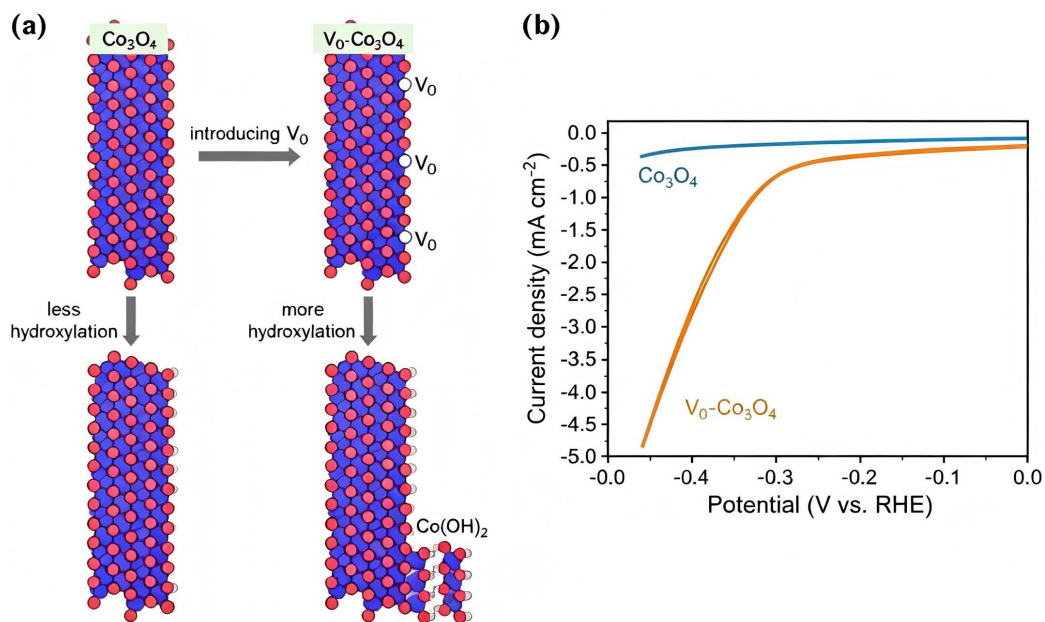 (a)
Co₃O₄
V₀-Co₃O₄
V₀
introducing V₀
V₀
V₀
less
hydroxylation
more
hydroxylation
Co(OH)₂
(b)
0.0
-0.5
-1.0
-1.5
-2.0
-2.5
-3.0
-3.5
-4.0
-4.5
-5.0
Current density (mA cm⁻²)
Co₃O₄
V₀-Co₃O₄
0.0
-0.4
-0.3
-0.2
-0.1
0.0
Potential (V vs. RHE)